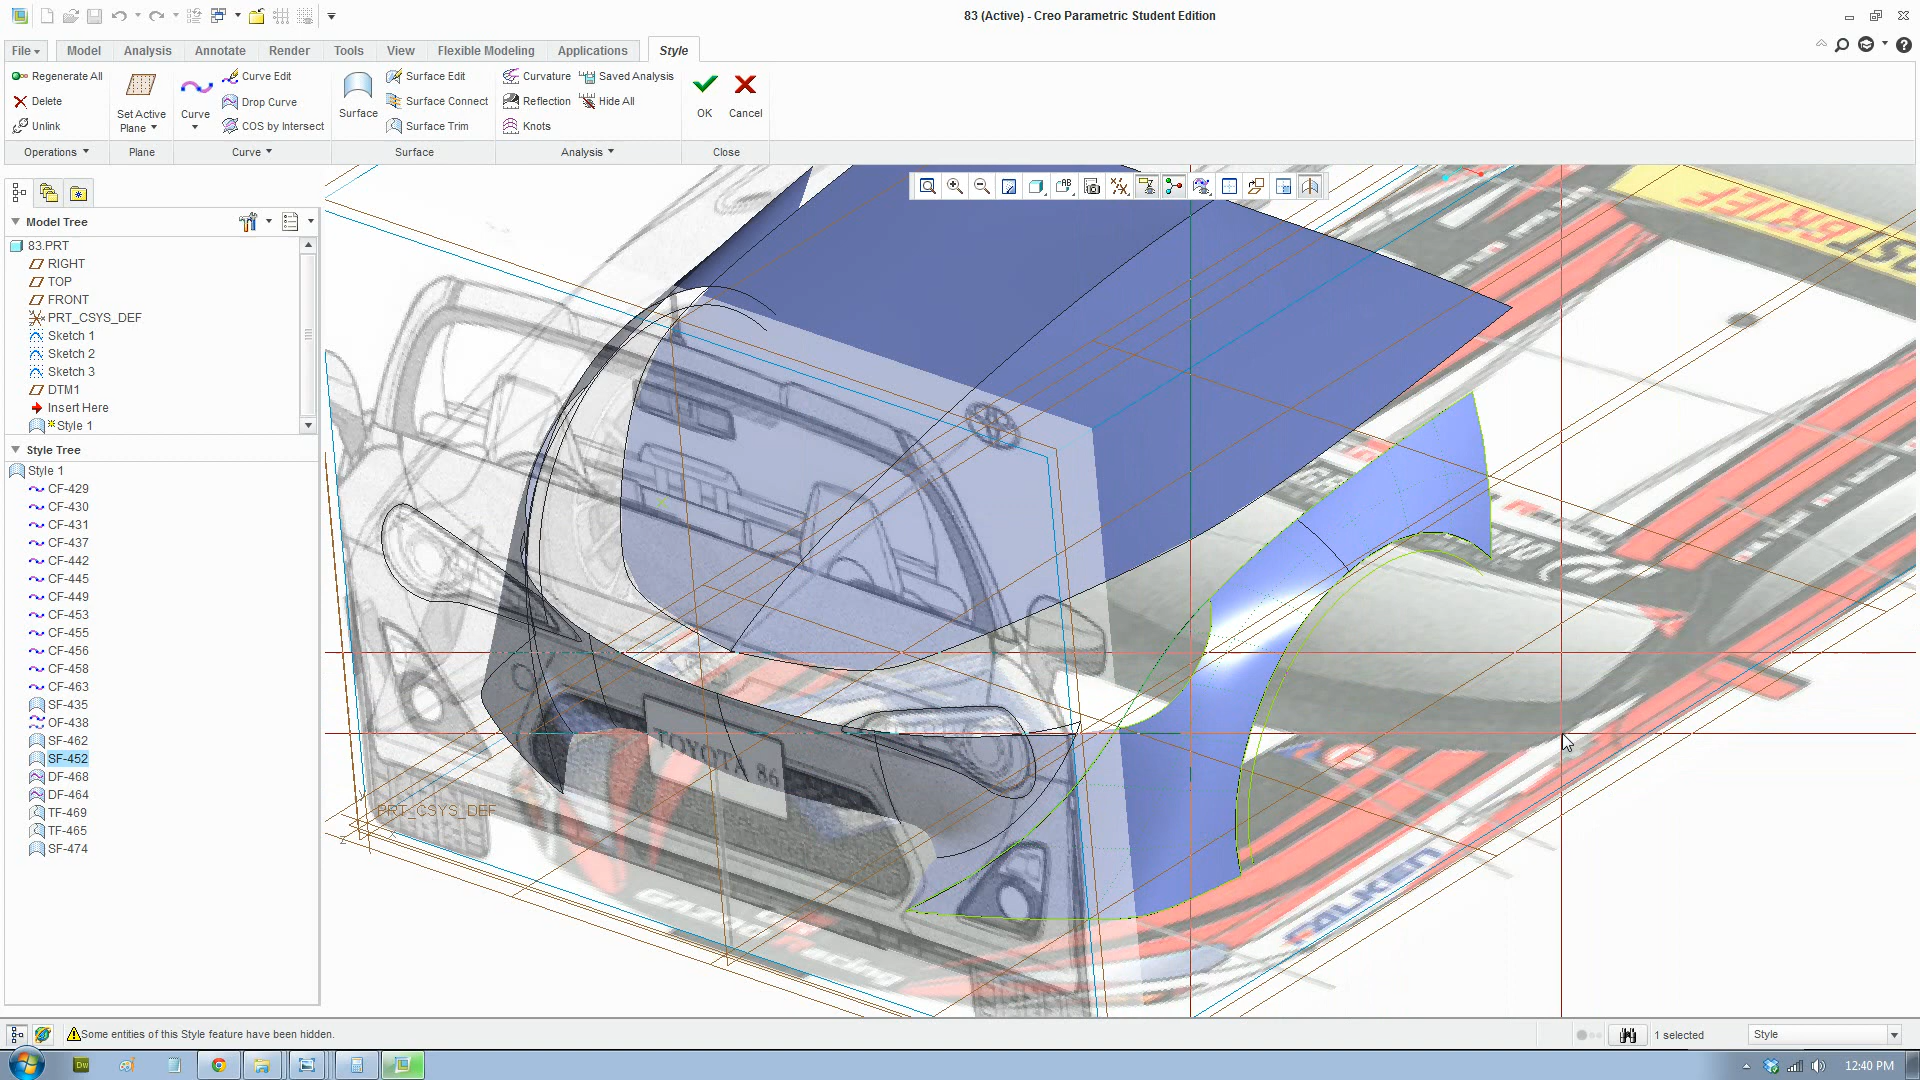 83 (Active) - Creo Parametric Student Edition
File
Model
Analysis
Annotate
Render
Tools
View
Flexible Modeling
Applications
Style
Regenerate All
Delete
Unlink
Set Active
Plane
Curve
Curve Edit
Drop Curve
COS by Intersect
Surface
Surface Edit
Surface Connect
Surface Trim
Curvature
Reflection
Knots
Saved Analysis
Hide All
OK
Cancel
Operations
Plane
Curve
Surface
Analysis
Close
Model Tree
83.PRT
RIGHT
TOP
FRONT
PRT_CSYS_DEF
Sketch 1
Sketch 2
Sketch 3
DTM1
Insert Here
Style 1
Style Tree
Style 1
CF-429
CF-430
CF-431
CF-437
CF-442
CF-445
CF-449
CF-453
CF-455
CF-456
CF-458
CF-463
SF-435
OF-438
SF-462
SF-452
DF-468
DF-464
TF-469
TF-465
SF-474
TOYOTA 86
PRT_CSYS_DEF
GAZOO Racing
FALKEN
Some entities of this Style feature have been hidden.
1 selected
Style
Dw
12:40 PM